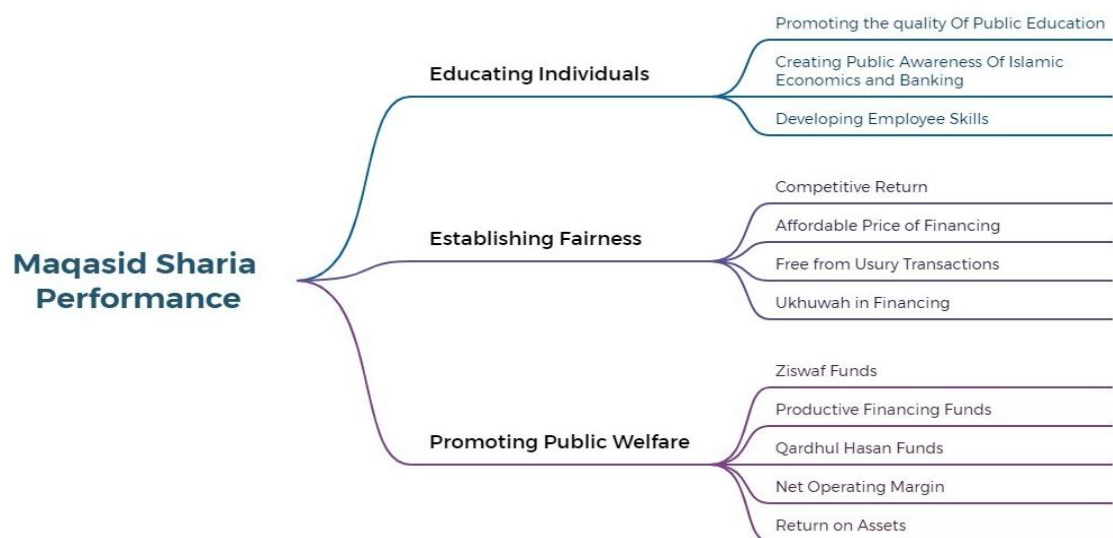 Maqasid Sharia
Performance
Educating Individuals
Promoting the quality Of Public Education
Creating Public Awareness Of Islamic
Economics and Banking
Developing Employee Skills
Establishing Fairness
Competitive Return
Affordable Price of Financing
Free from Usury Transactions
Ukhuwah in Financing
Promoting Public Welfare
Ziswaf Funds
Productive Financing Funds
Qardhul Hasan Funds
Net Operating Margin
Return on Assets